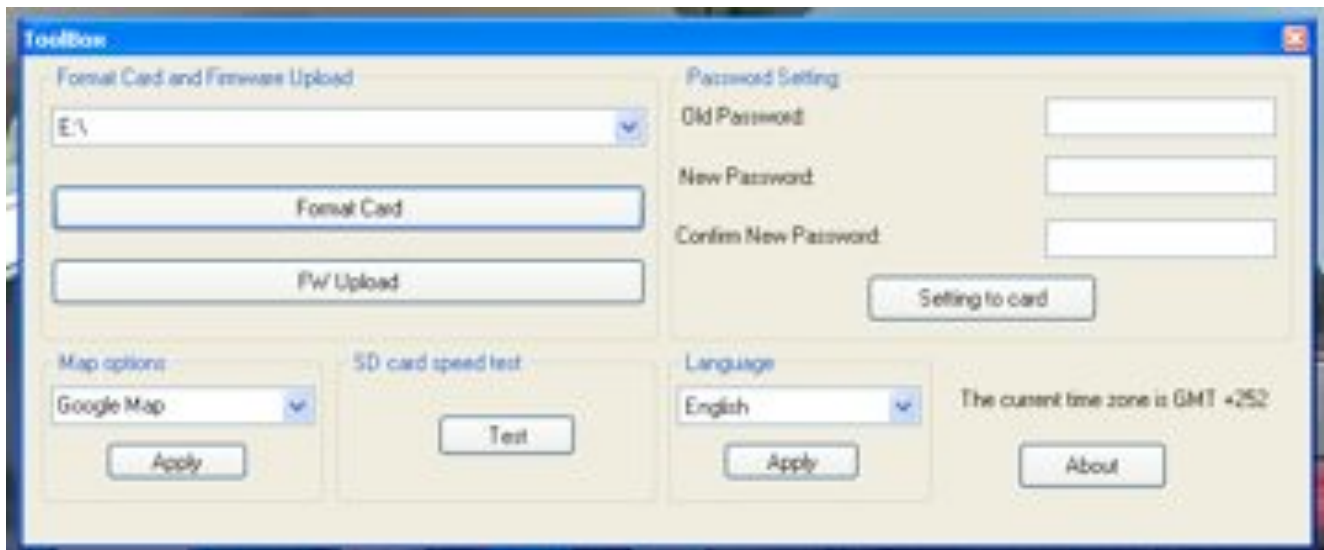 ToolBox
Format Card and Firmware Upload
E:\
Format Card
FW Upload
Password Setting
Old Password:
New Password:
Confirm New Password:
Setting to card
Map options
Google Map
Apply
SD card speed test
Test
Language
English
Apply
The current time zone is GMT +252
About